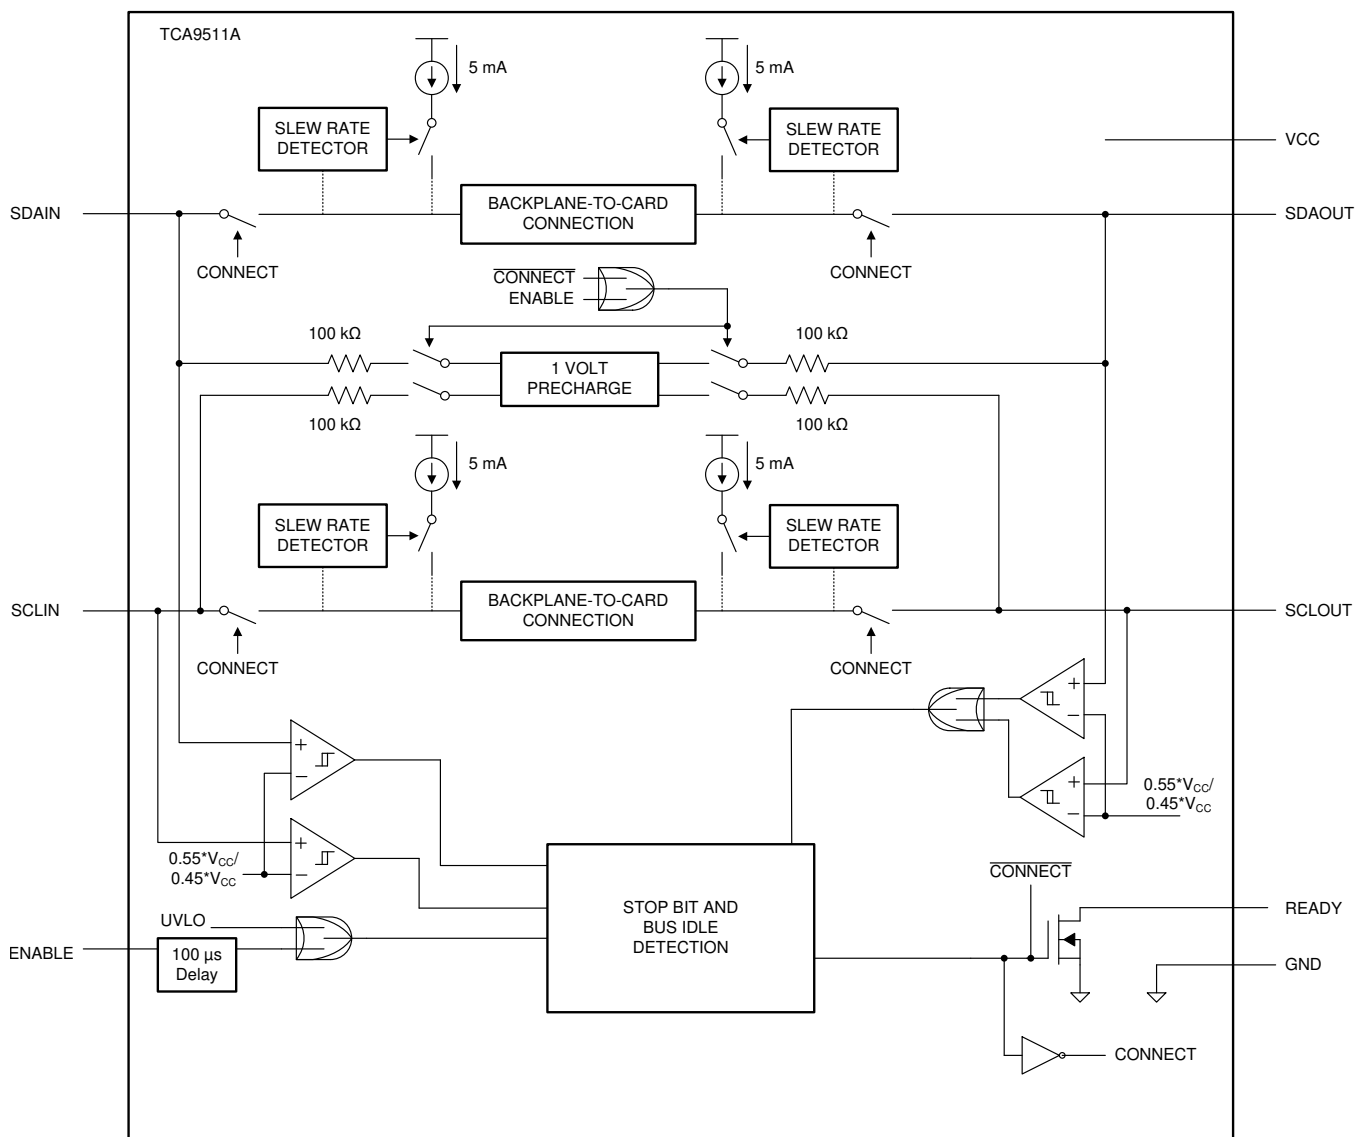 TCA9511A
5 mA
5 mA
SLEW RATE
DETECTOR
SLEW RATE
DETECTOR
VCC
SDAIN
BACKPLANE-TO-CARD
CONNECTION
SDAOUT
CONNECT
CONNECT
CONNECT
ENABLE
100 kΩ
100 kΩ
1 VOLT
PRECHARGE
100 kΩ
100 kΩ
5 mA
5 mA
SLEW RATE
DETECTOR
SLEW RATE
DETECTOR
SCLIN
BACKPLANE-TO-CARD
CONNECTION
SCLOUT
CONNECT
CONNECT
+
−
+
−
+
−
0.55*VCC/
0.45*VCC
+
−
0.55*VCC/
0.45*VCC
STOP BIT AND
BUS IDLE
DETECTION
CONNECT
READY
UVLO
ENABLE
100 µs
Delay
GND
CONNECT